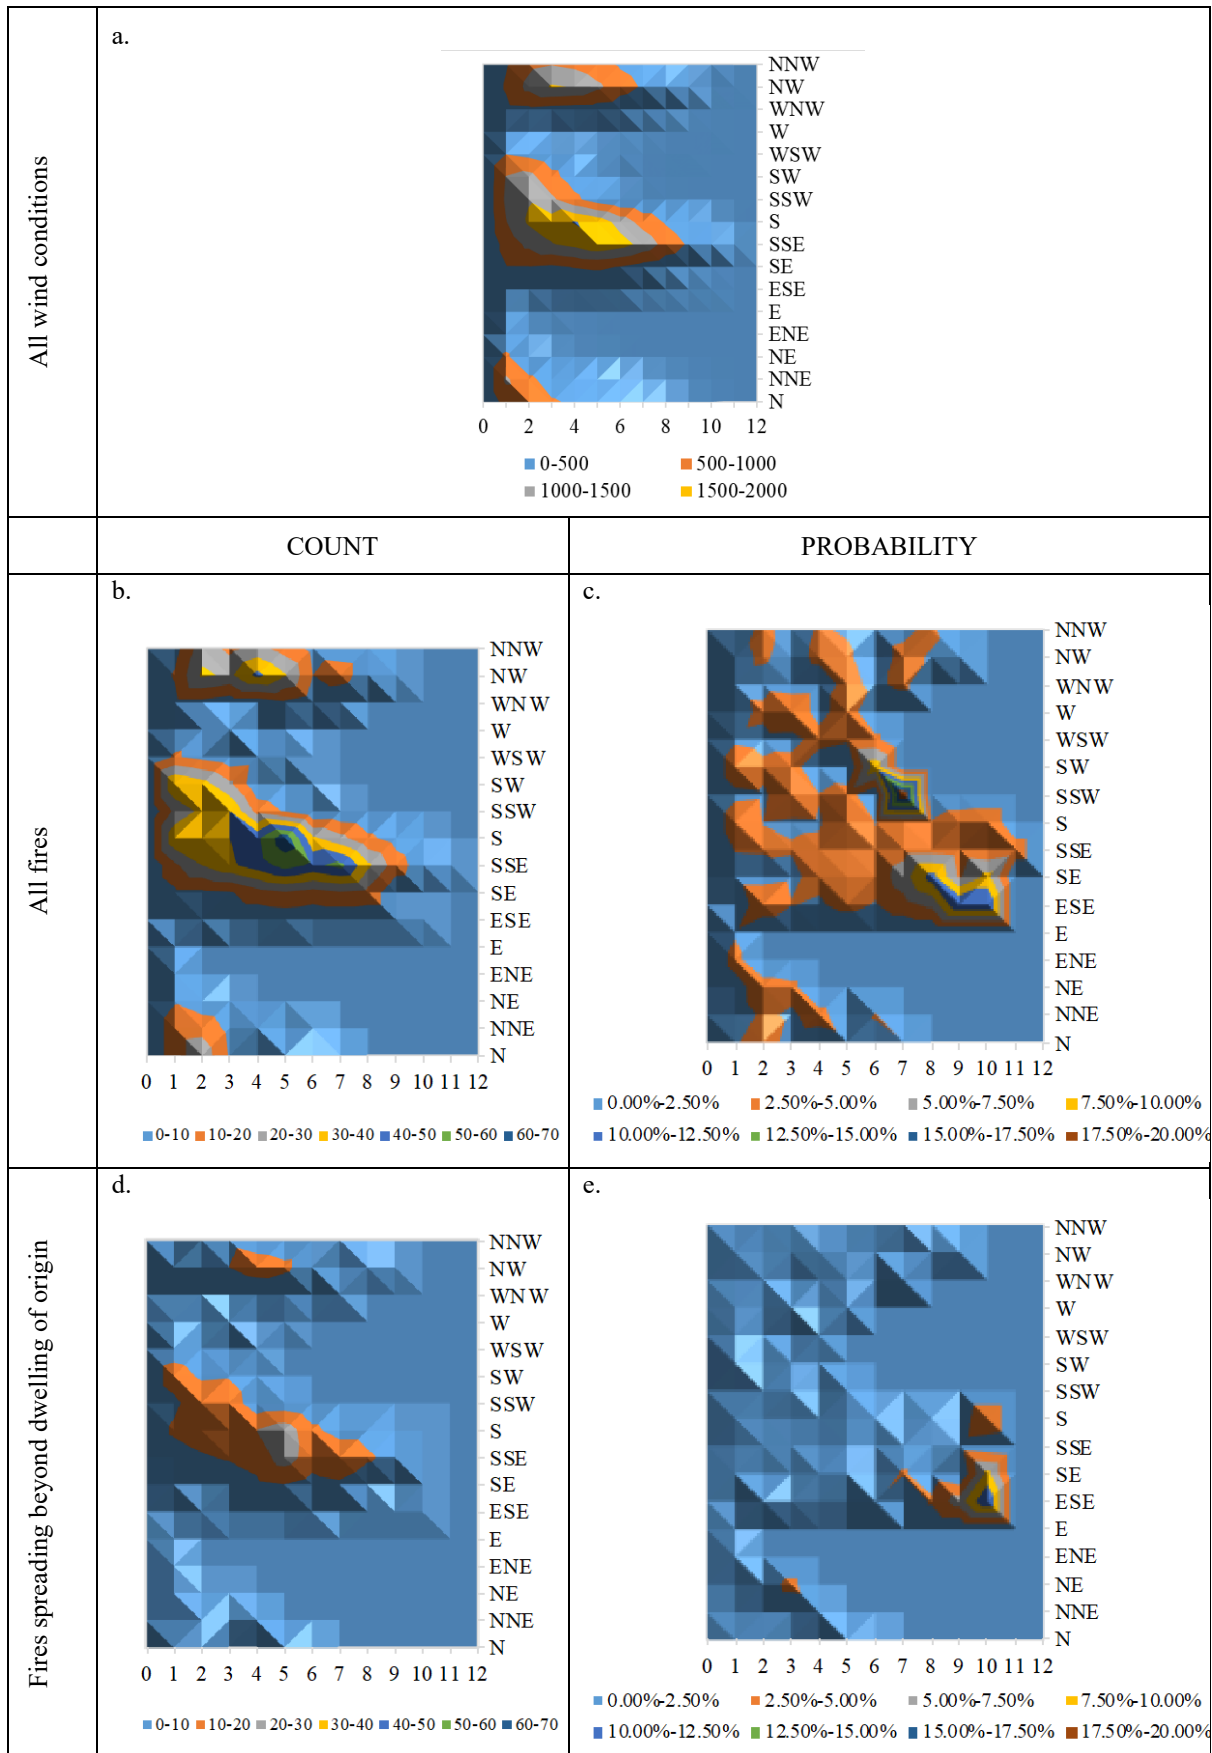 All wind conditions
a.
NNW
NW
WNW
W
WSW
SW
SSW
S
SSE
SE
ESE
E
ENE
NE
NNE
N
0 2 4 6 8 10 12
0-500 500-1000
1000-1500 1500-2000
COUNT PROBABILITY
All fires
b.
NNW
NW
WNW
W
WSW
SW
SSW
S
SSE
SE
ESE
E
ENE
NE
NNE
N
0 1 2 3 4 5 6 7 8 9 10 11 12
0-10 10-20 20-30 30-40 40-50 50-60 60-70
c.
NNW
NW
WNW
W
WSW
SW
SSW
S
SSE
SE
ESE
E
ENE
NE
NNE
N
0 1 2 3 4 5 6 7 8 9 10 11 12
0.00%-2.50% 2.50%-5.00% 5.00%-7.50% 7.50%-10.00%
10.00%-12.50% 12.50%-15.00% 15.00%-17.50% 17.50%-20.00%
Fires spreading beyond dwelling of origin
d.
NNW
NW
WNW
W
WSW
SW
SSW
S
SSE
SE
ESE
E
ENE
NE
NNE
N
0 1 2 3 4 5 6 7 8 9 10 11 12
0-10 10-20 20-30 30-40 40-50 50-60 60-70
e.
NNW
NW
WNW
W
WSW
SW
SSW
S
SSE
SE
ESE
E
ENE
NE
NNE
N
0 1 2 3 4 5 6 7 8 9 10 11 12
0.00%-2.50% 2.50%-5.00% 5.00%-7.50% 7.50%-10.00%
10.00%-12.50% 12.50%-15.00% 15.00%-17.50% 17.50%-20.00%